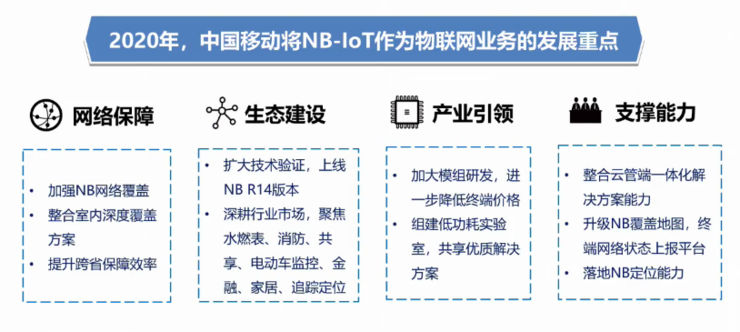 2020年，中国移动将NB-IoT作为物联网业务的发展重点
网络保障
• 加强NB网络覆盖
• 整合室内深度覆盖
方案
• 提升跨省保障效率
生态建设
• 扩大技术验证，上线
NB R14版本
• 深耕行业市场，聚焦
水燃表、消防、共
享、电动车监控、金
融、家居、追踪定位
产业引领
• 加大模组研发，进
一步降低终端价格
• 组建低功耗实验
室，共享优质解决
方案
支撑能力
• 整合云管端一体化解
决方案能力
• 升级NB覆盖地图，终
端网络状态上报平台
• 落地NB定位能力